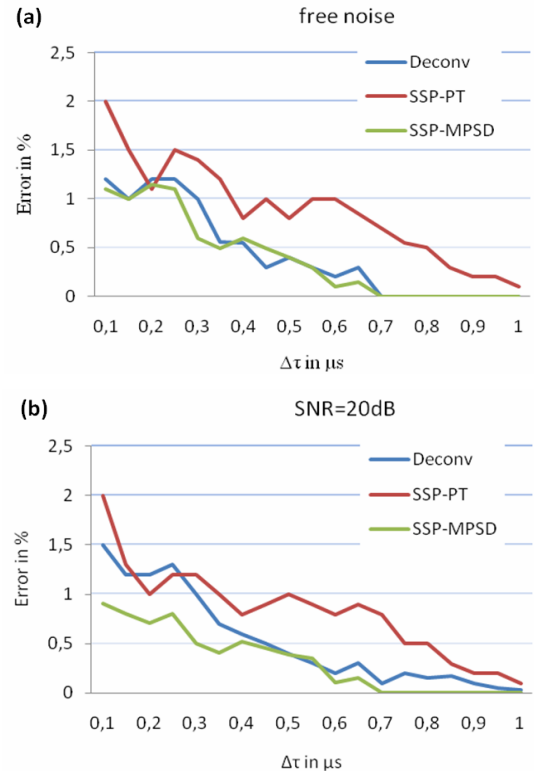 (a)
free noise
2,5
2
1,5
1
0,5
0
Error in %
Deconv
SSP-PT
SSP-MPSD
0,1 0,2 0,3 0,4 0,5 0,6 0,7 0,8 0,9 1
Δτ in µs
(b)
SNR=20dB
2,5
2
1,5
1
0,5
0
Error in %
Deconv
SSP-PT
SSP-MPSD
0,1 0,2 0,3 0,4 0,5 0,6 0,7 0,8 0,9 1
Δτ in µs